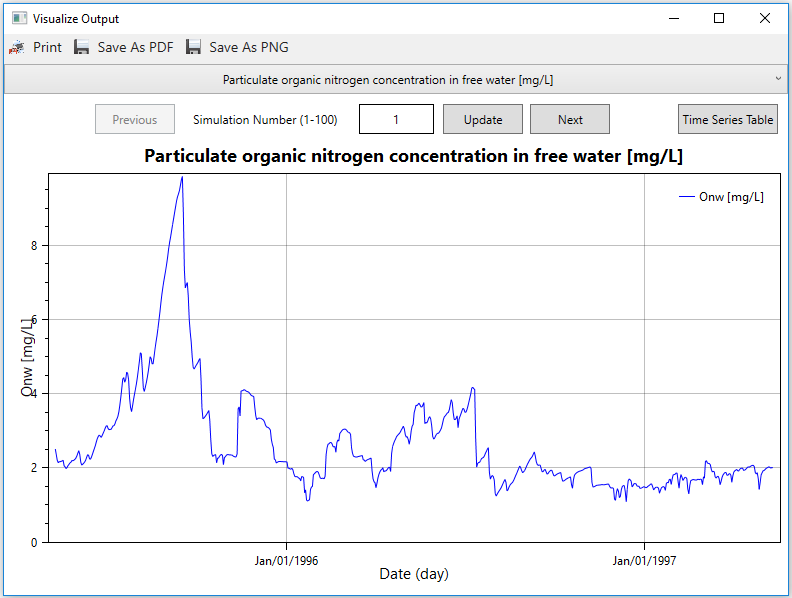 Visualize Output
Print Save As PDF Save As PNG
Particulate organic nitrogen concentration in free water [mg/L]
Previous Simulation Number (1-100) 1 Update Next Time Series Table
Particulate organic nitrogen concentration in free water [mg/L]
Onw [mg/L]
8
6
4
2
0
Onw [mg/L]
Jan/01/1996 Jan/01/1997
Date (day)